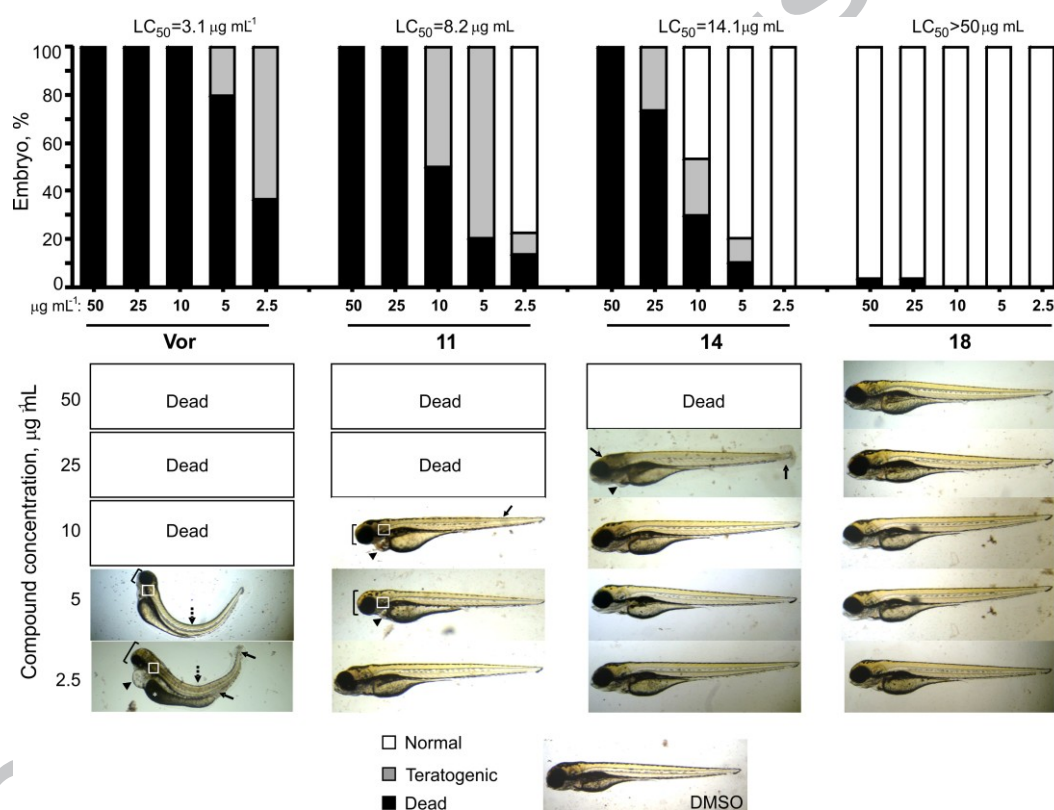 LC50=3.1 µg mL-1 LC50=8.2 µg mL LC50=14.1µg mL LC50>50 µg mL
Embryo, %
100
80
60
40
20
0
µg mL-1: 50 25 10 5 2.5 50 25 10 5 2.5 50 25 10 5 2.5 50 25 10 5 2.5
Vor 11 14 18
Compound concentration, µg-1mL
50 Dead Dead Dead
25 Dead Dead
10 Dead
5
2.5
Normal
Teratogenic
Dead
DMSO